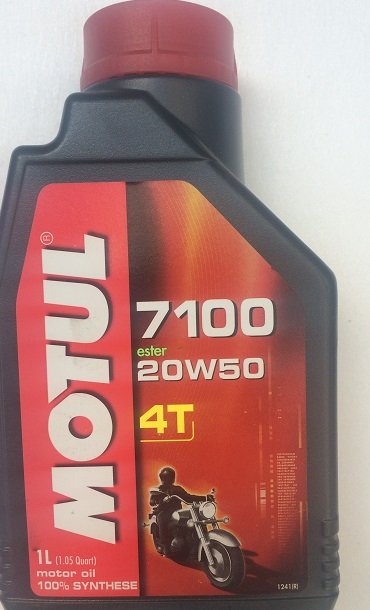 MOTUL®
7100
ester
20W50
4T
1L (1.05 Quart)
motor oil
100% SYNTHESE
1241(R)